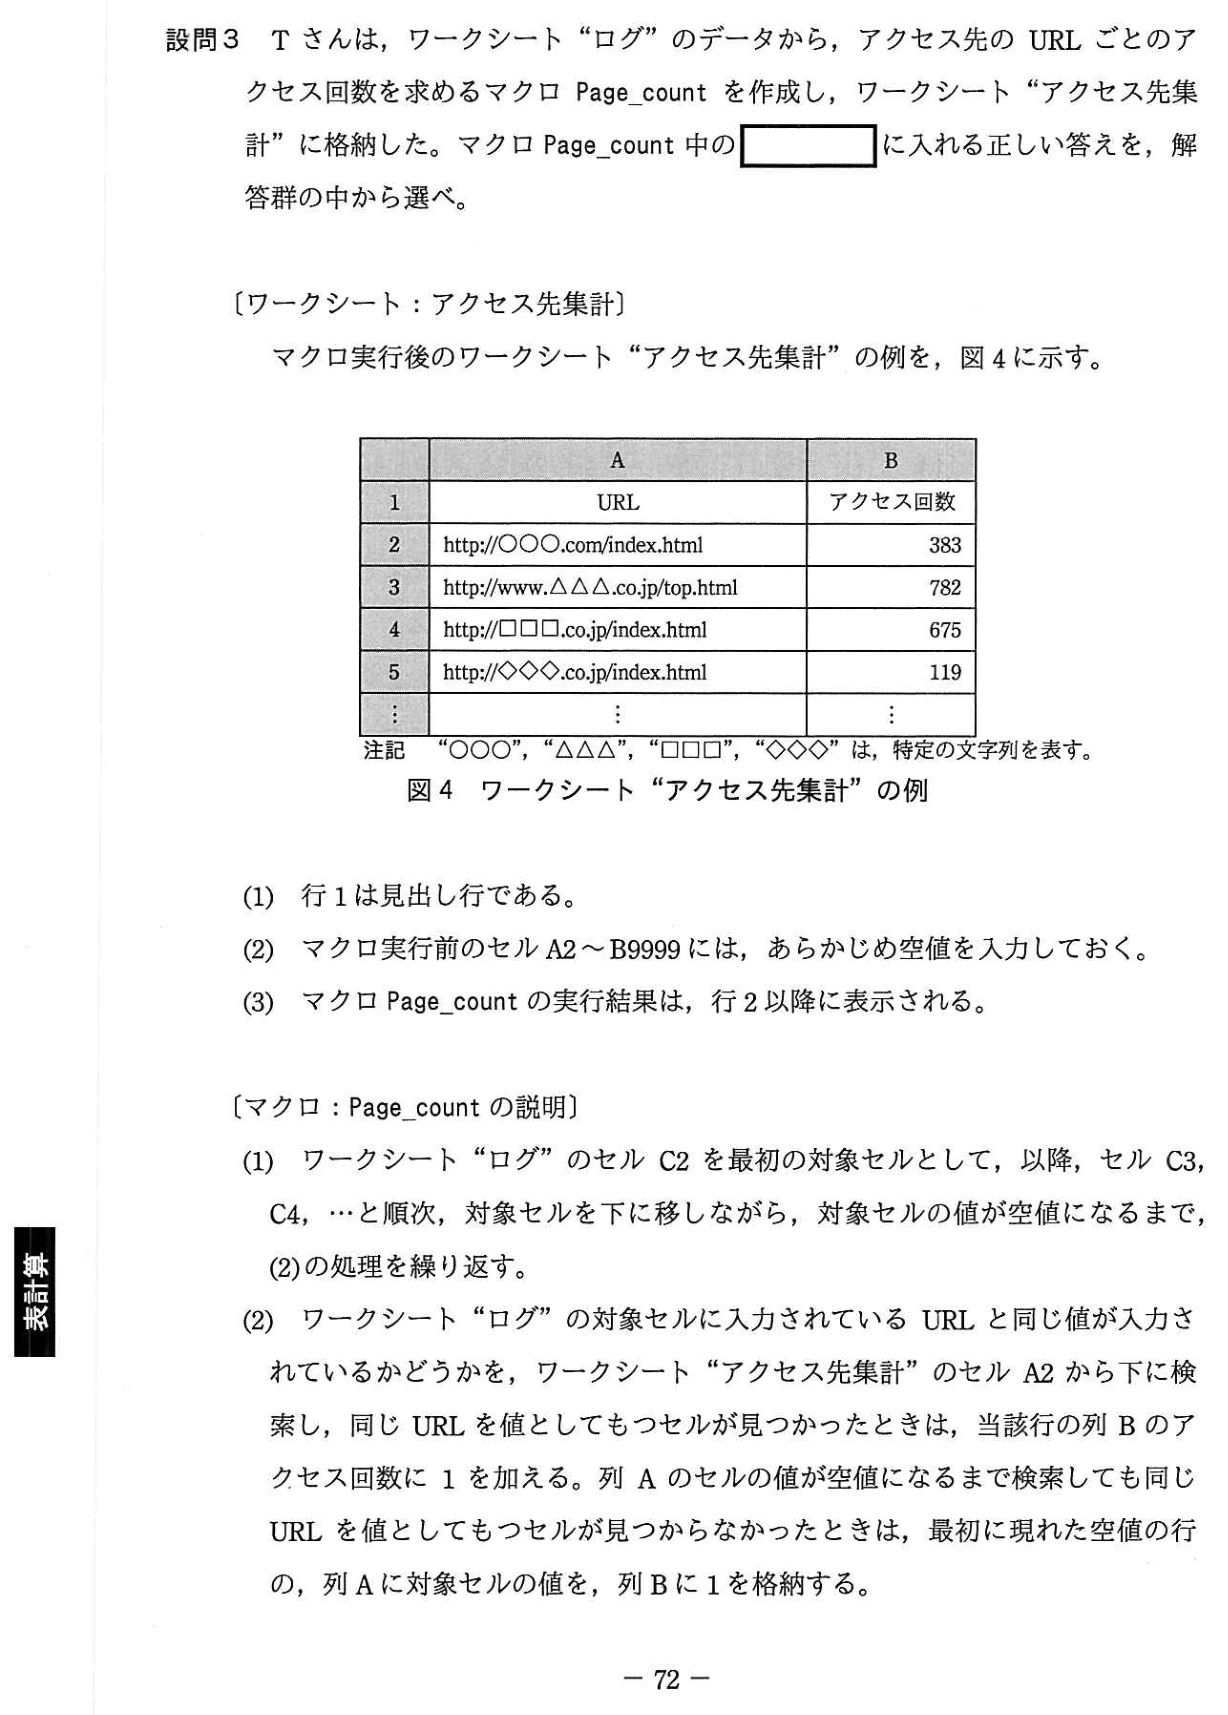 設問3 T さんは，ワークシート“ログ”のデータから，アクセス先の URL ごとのア
クセス回数を求めるマクロ Page_count を作成し，ワークシート“アクセス先集
計”に格納した。マクロ Page_count 中の に入れる正しい答えを，解
答群の中から選べ。
〔ワークシート：アクセス先集計〕
マクロ実行後のワークシート“アクセス先集計”の例を，図4に示す。
A B
1 URL アクセス回数
2 http://○○○.com/index.html 383
3 http://www.△△△.co.jp/top.html 782
4 http://□□□.co.jp/index.html 675
5 http://◇◇◇.co.jp/index.html 119
⋮ ⋮ ⋮
注記 “○○○”，“△△△”，“□□□”，“◇◇◇”は，特定の文字列を表す。
図4 ワークシート“アクセス先集計”の例
(1) 行1は見出し行である。
(2) マクロ実行前のセル A2～B9999 には，あらかじめ空値を入力しておく。
(3) マクロ Page_count の実行結果は，行2以降に表示される。
〔マクロ：Page_count の説明〕
(1) ワークシート“ログ”のセル C2 を最初の対象セルとして，以降，セル C3，
C4，…と順次，対象セルを下に移しながら，対象セルの値が空値になるまで，
(2)の処理を繰り返す。
(2) ワークシート“ログ”の対象セルに入力されている URL と同じ値が入力さ
れているかどうかを，ワークシート“アクセス先集計”のセル A2 から下に検
索し，同じ URL を値としてもつセルが見つかったときは，当該行の列 B のア
クセス回数に 1 を加える。列 A のセルの値が空値になるまで検索しても同じ
URL を値としてもつセルが見つからなかったときは，最初に現れた空値の行
の，列 A に対象セルの値を，列 B に 1 を格納する。
表計算
－ 72 －